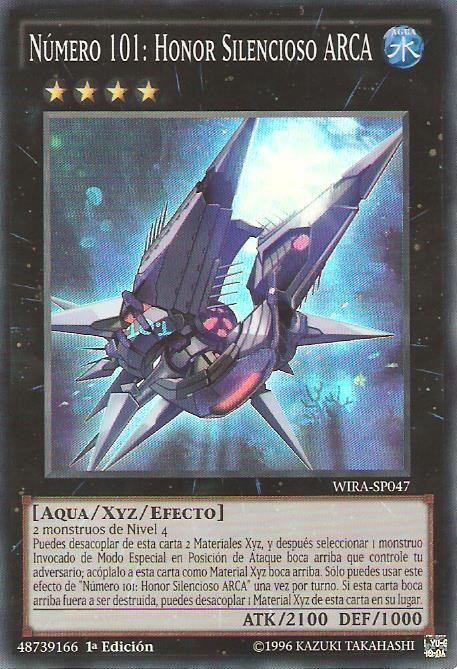 NÚMERO 101: HONOR SILENCIOSO ARCA
AGUA
水
WIRA-SP047
[AQUA/XYZ/EFECTO]
2 monstruos de Nivel 4
Puedes desacoplar de esta carta 2 Materiales Xyz, y después seleccionar 1 monstruo
Invocado de Modo Especial en Posición de Ataque boca arriba que controle tu
adversario; acóplalo a esta carta como Material Xyz boca arriba. Sólo puedes usar este
efecto de "Número 101: Honor Silencioso ARCA" una vez por turno. Si esta carta boca
arriba fuera a ser destruida, puedes desacoplar 1 Material Xyz de esta carta en su lugar.
ATK/2100 DEF/1000
48739166 1ª Edición ©1996 KAZUKI TAKAHASHI